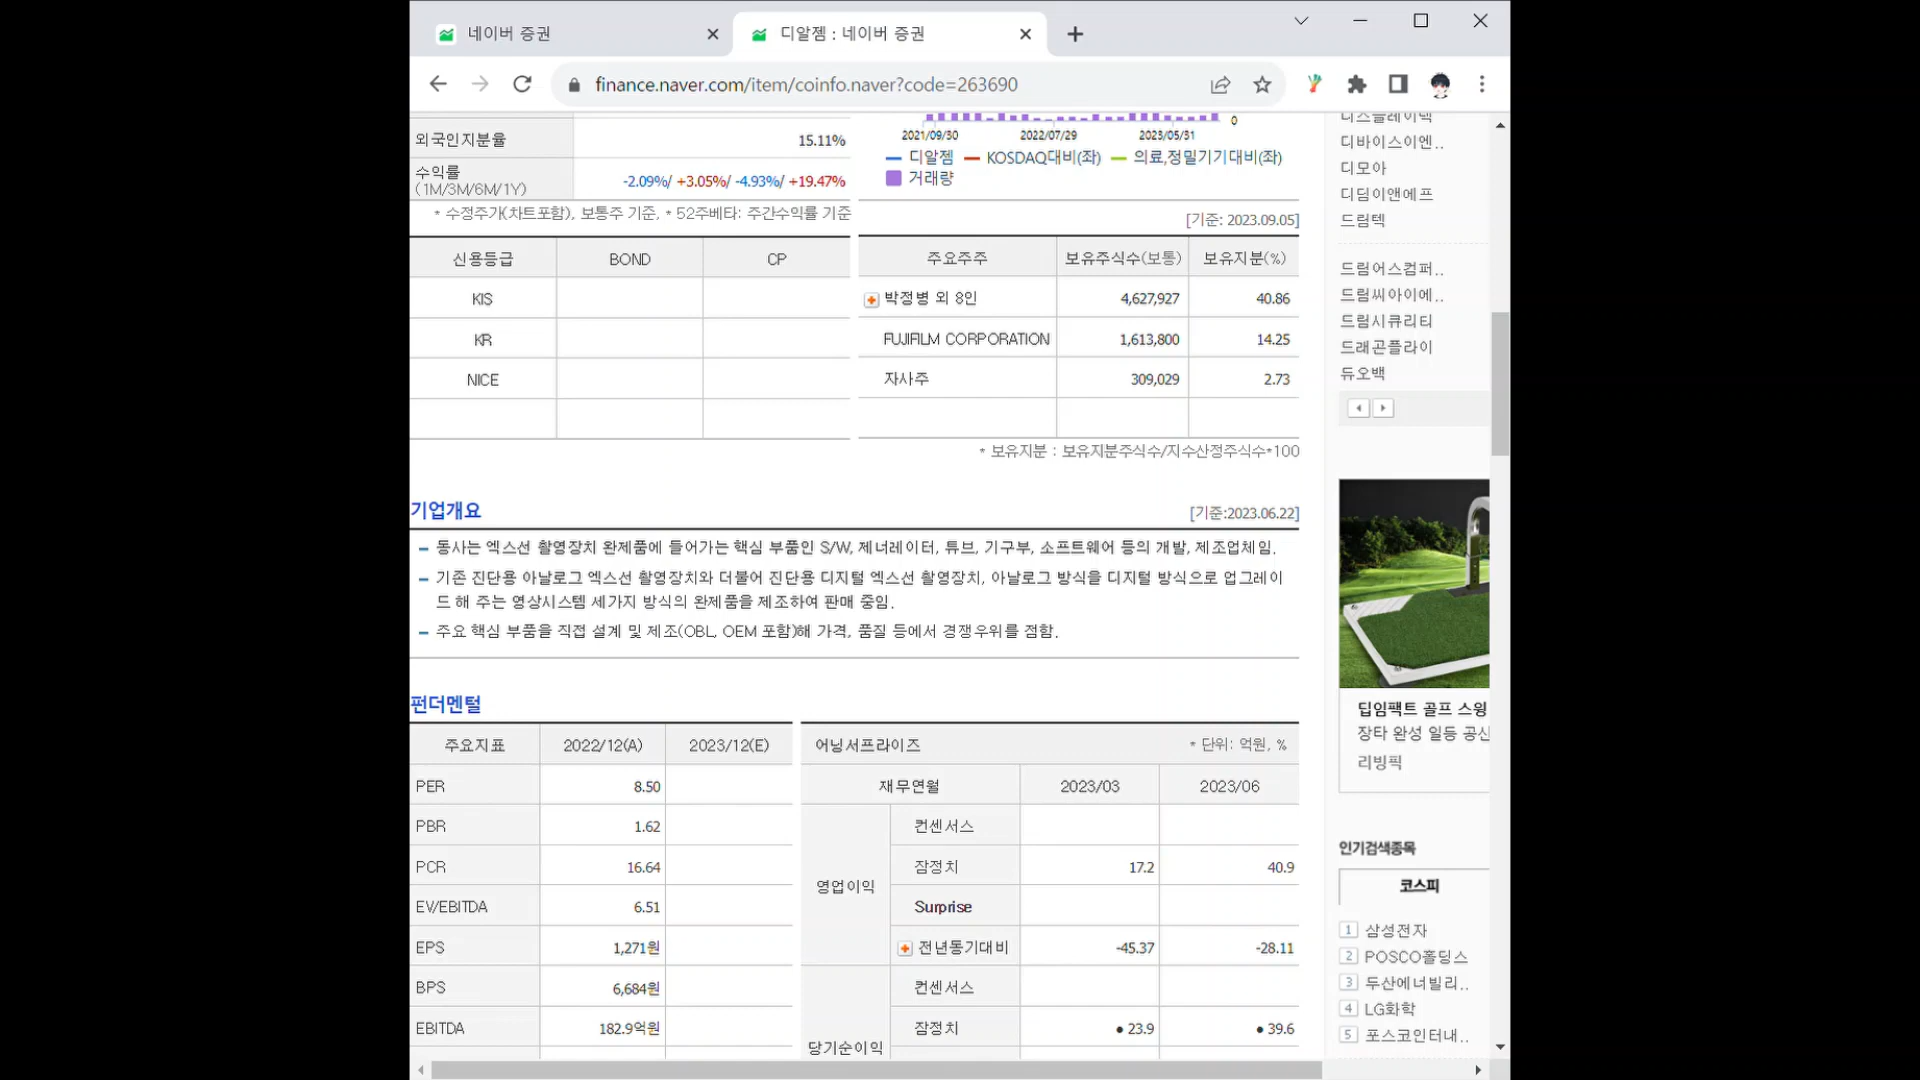 네이버 증권
디알젬 : 네이버 증권
finance.naver.com/item/coinfo.naver?code=263690
외국인지분율 15.11%
수익률
(1M/3M/6M/1Y) -2.09%/ +3.05%/ -4.93%/ +19.47%
* 수정주가(차트포함), 보통주 기준, * 52주베타: 주간수익률 기준
0
2021/09/30 2022/07/29 2023/05/31
디알젬 KOSDAQ대비(좌) 의료,정밀기기대비(좌)
거래량
[기준: 2023.09.05]
신용등급 BOND CP
KIS
KR
NICE
주요주주 보유주식수(보통) 보유지분(%)
박정병 외 8인 4,627,927 40.86
FUJIFILM CORPORATION 1,613,800 14.25
자사주 309,029 2.73
* 보유지분 : 보유지분주식수/지수산정주식수*100
기업개요 [기준:2023.06.22]
동사는 엑스선 촬영장치 완제품에 들어가는 핵심 부품인 S/W, 제너레이터, 튜브, 기구부, 소프트웨어 등의 개발, 제조업체임.
기존 진단용 아날로그 엑스선 촬영장치와 더불어 진단용 디지털 엑스선 촬영장치, 아날로그 방식을 디지털 방식으로 업그레이
드 해 주는 영상시스템 세가지 방식의 완제품을 제조하여 판매 중임.
주요 핵심 부품을 직접 설계 및 제조(OBL, OEM 포함)해 가격, 품질 등에서 경쟁우위를 점함.
펀더멘털
주요지표 2022/12(A) 2023/12(E)
PER 8.50
PBR 1.62
PCR 16.64
EV/EBITDA 6.51
EPS 1,271원
BPS 6,684원
EBITDA 182.9억원
어닝서프라이즈 * 단위: 억원, %
재무연월 2023/03 2023/06
영업이익
컨센서스
잠정치 17.2 40.9
Surprise
전년동기대비 -45.37 -28.11
당기순이익
컨센서스
잠정치 ● 23.9 ● 39.6
디스플레이텍
디바이스이엔..
디모아
디딤이앤에프
드림텍
드림어스컴퍼..
드림씨아이에..
드림시큐리티
드래곤플라이
듀오백
딥임팩트 골프 스윙
장타 완성 일등 공신
리빙픽
인기검색종목
코스피
1 삼성전자
2 POSCO홀딩스
3 두산에너빌리..
4 LG화학
5 포스코인터내..